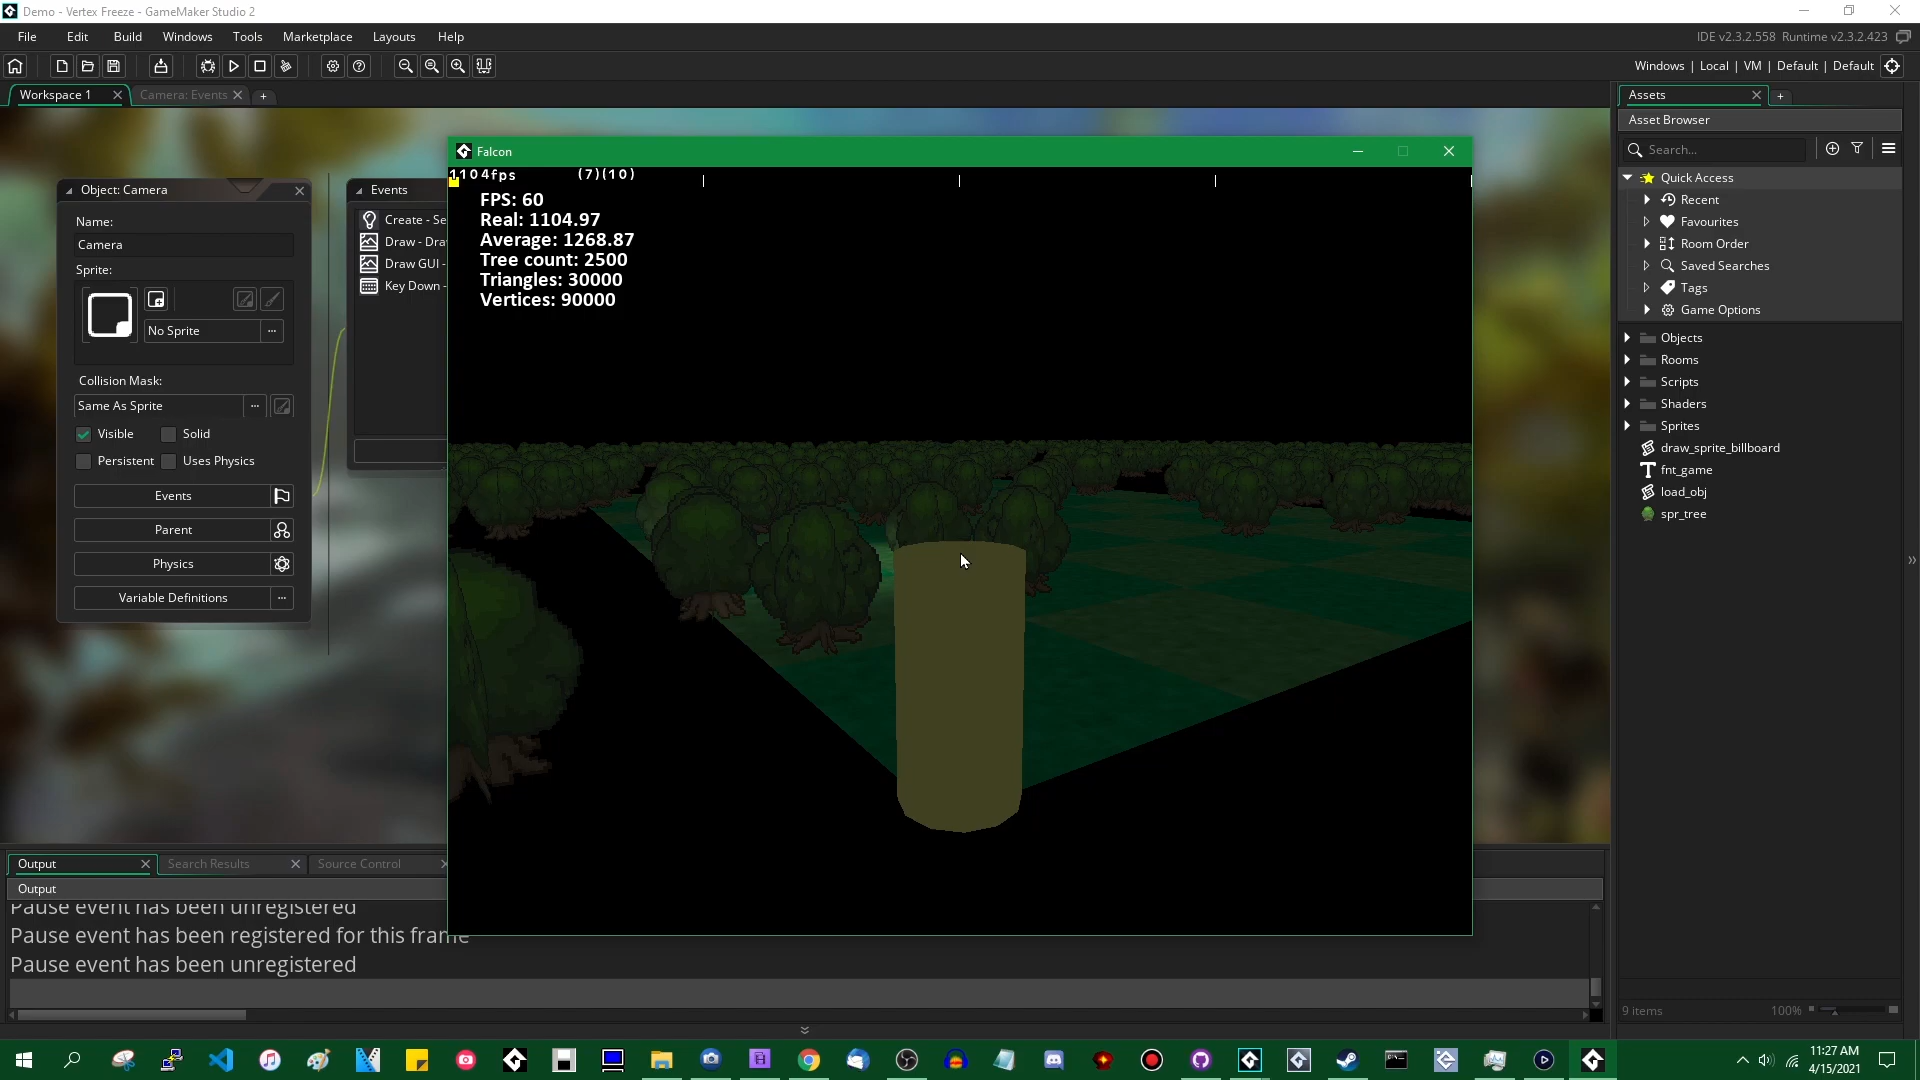 Demo - Vertex Freeze - GameMaker Studio 2
File Edit Build Windows Tools Marketplace Layouts Help
IDE v2.3.2.558 Runtime v2.3.2.423
Windows | Local | VM | Default | Default
Workspace 1
Camera: Events
Assets
Asset Browser
Search...
Quick Access
Recent
Favourites
Room Order
Saved Searches
Tags
Game Options
Objects
Rooms
Scripts
Shaders
Sprites
draw_sprite_billboard
fnt_game
load_obj
spr_tree
9 items
100%
Object: Camera
Name:
Camera
Sprite:
No Sprite
Collision Mask:
Same As Sprite
Visible
Solid
Persistent
Uses Physics
Events
Parent
Physics
Variable Definitions
Events
Create - Se
Draw - Dra
Draw GUI -
Key Down -
Falcon
1104fps (7)(10)
FPS: 60
Real: 1104.97
Average: 1268.87
Tree count: 2500
Triangles: 30000
Vertices: 90000
Output
Search Results
Source Control
Output
Pause event has been unregistered
Pause event has been registered for this frame
Pause event has been unregistered
11:27 AM
4/15/2021